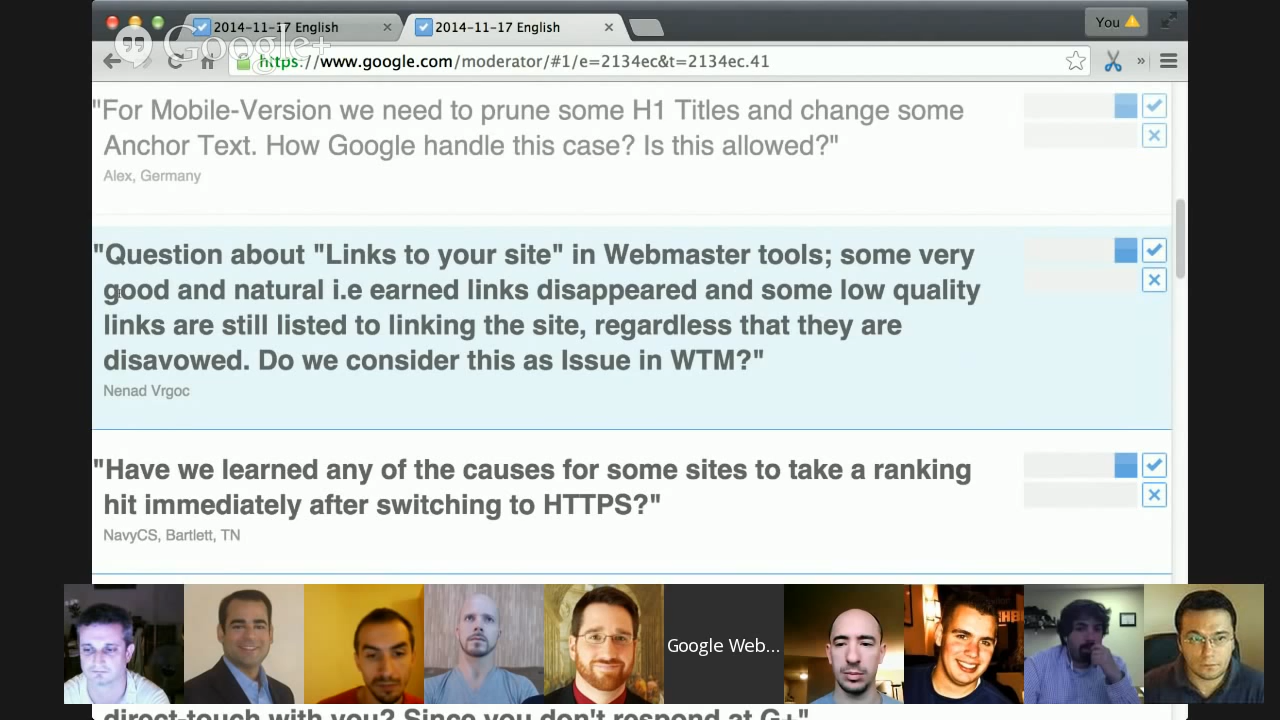 2014-11-17 English
2014-11-17 English
You
Google+
https://www.google.com/moderator/#1/e=2134ec&t=2134ec.41
"For Mobile-Version we need to prune some H1 Titles and change some
Anchor Text. How Google handle this case? Is this allowed?"
Alex, Germany
"Question about "Links to your site" in Webmaster tools; some very
good and natural i.e earned links disappeared and some low quality
links are still listed to linking the site, regardless that they are
disavowed. Do we consider this as Issue in WTM?"
Nenad Vrgoc
"Have we learned any of the causes for some sites to take a ranking
hit immediately after switching to HTTPS?"
NavyCS, Bartlett, TN
Google Web...
direct-touch with you? Since you don't respond at G+"